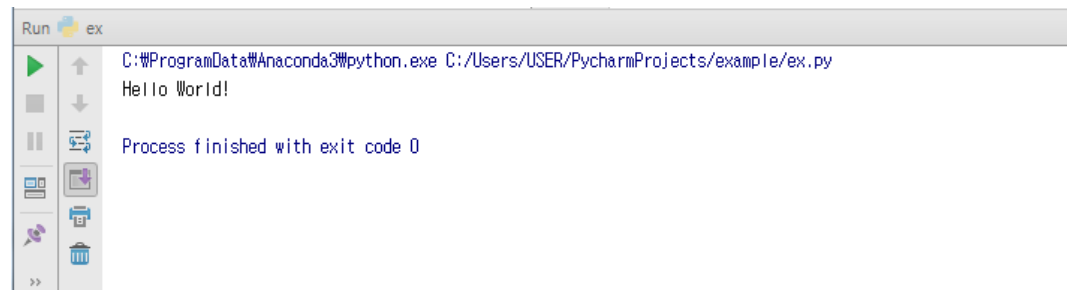 Run ex
C:₩ProgramData₩Anaconda3₩python.exe C:/Users/USER/PycharmProjects/example/ex.py
Hello World!
Process finished with exit code 0